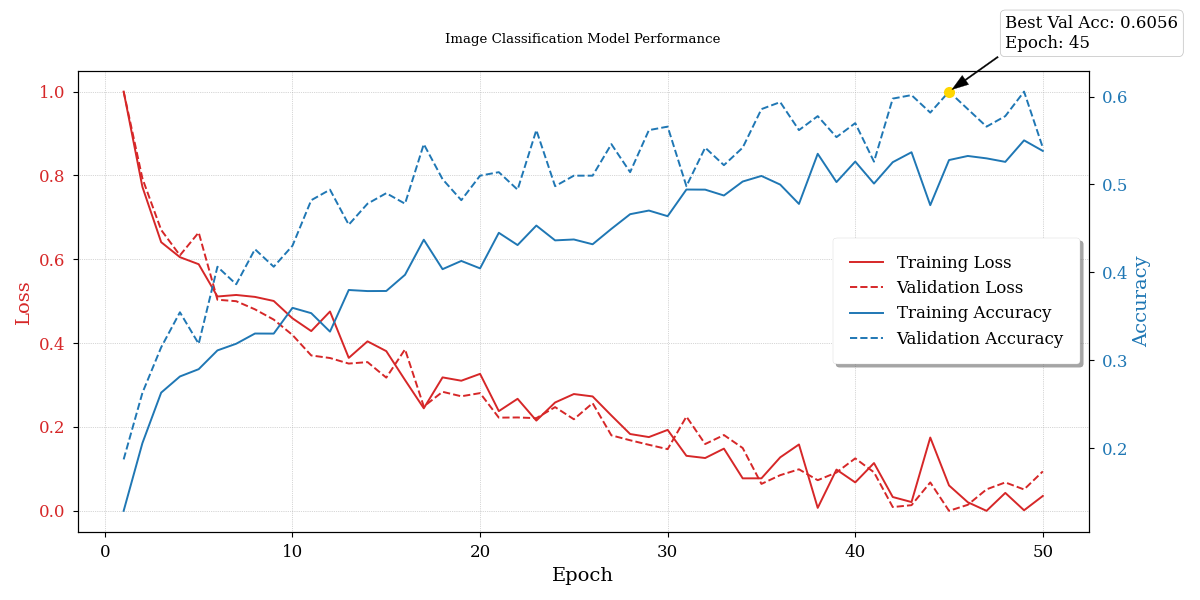 Best Val Acc: 0.6056
Epoch: 45
Image Classification Model Performance
1.0
0.8
0.6
0.4
0.2
0.0
Loss
0.6
0.5
0.4
0.3
0.2
Accuracy
Training Loss
Validation Loss
Training Accuracy
Validation Accuracy
0 10 20 30 40 50
Epoch